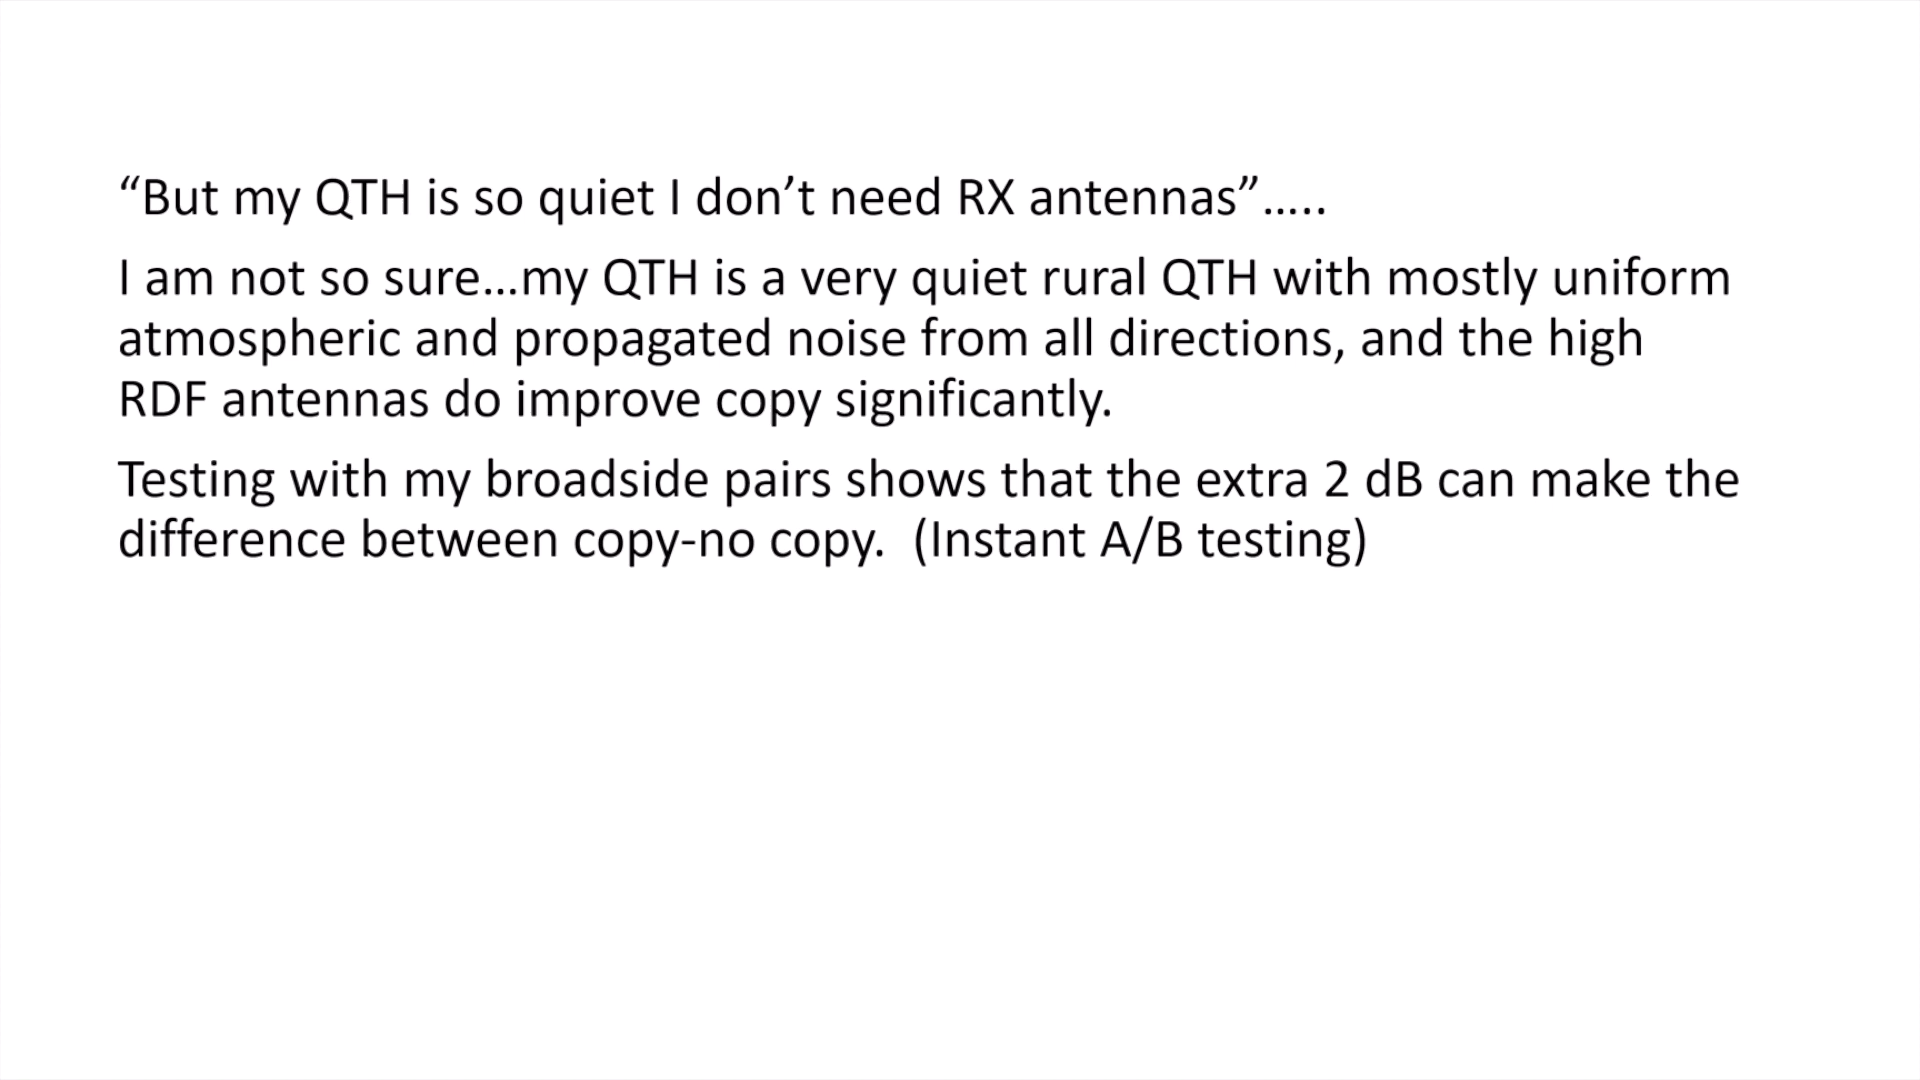 “But my QTH is so quiet I don’t need RX antennas”…..
I am not so sure…my QTH is a very quiet rural QTH with mostly uniform
atmospheric and propagated noise from all directions, and the high
RDF antennas do improve copy significantly.
Testing with my broadside pairs shows that the extra 2 dB can make the
difference between copy-no copy.  (Instant A/B testing)